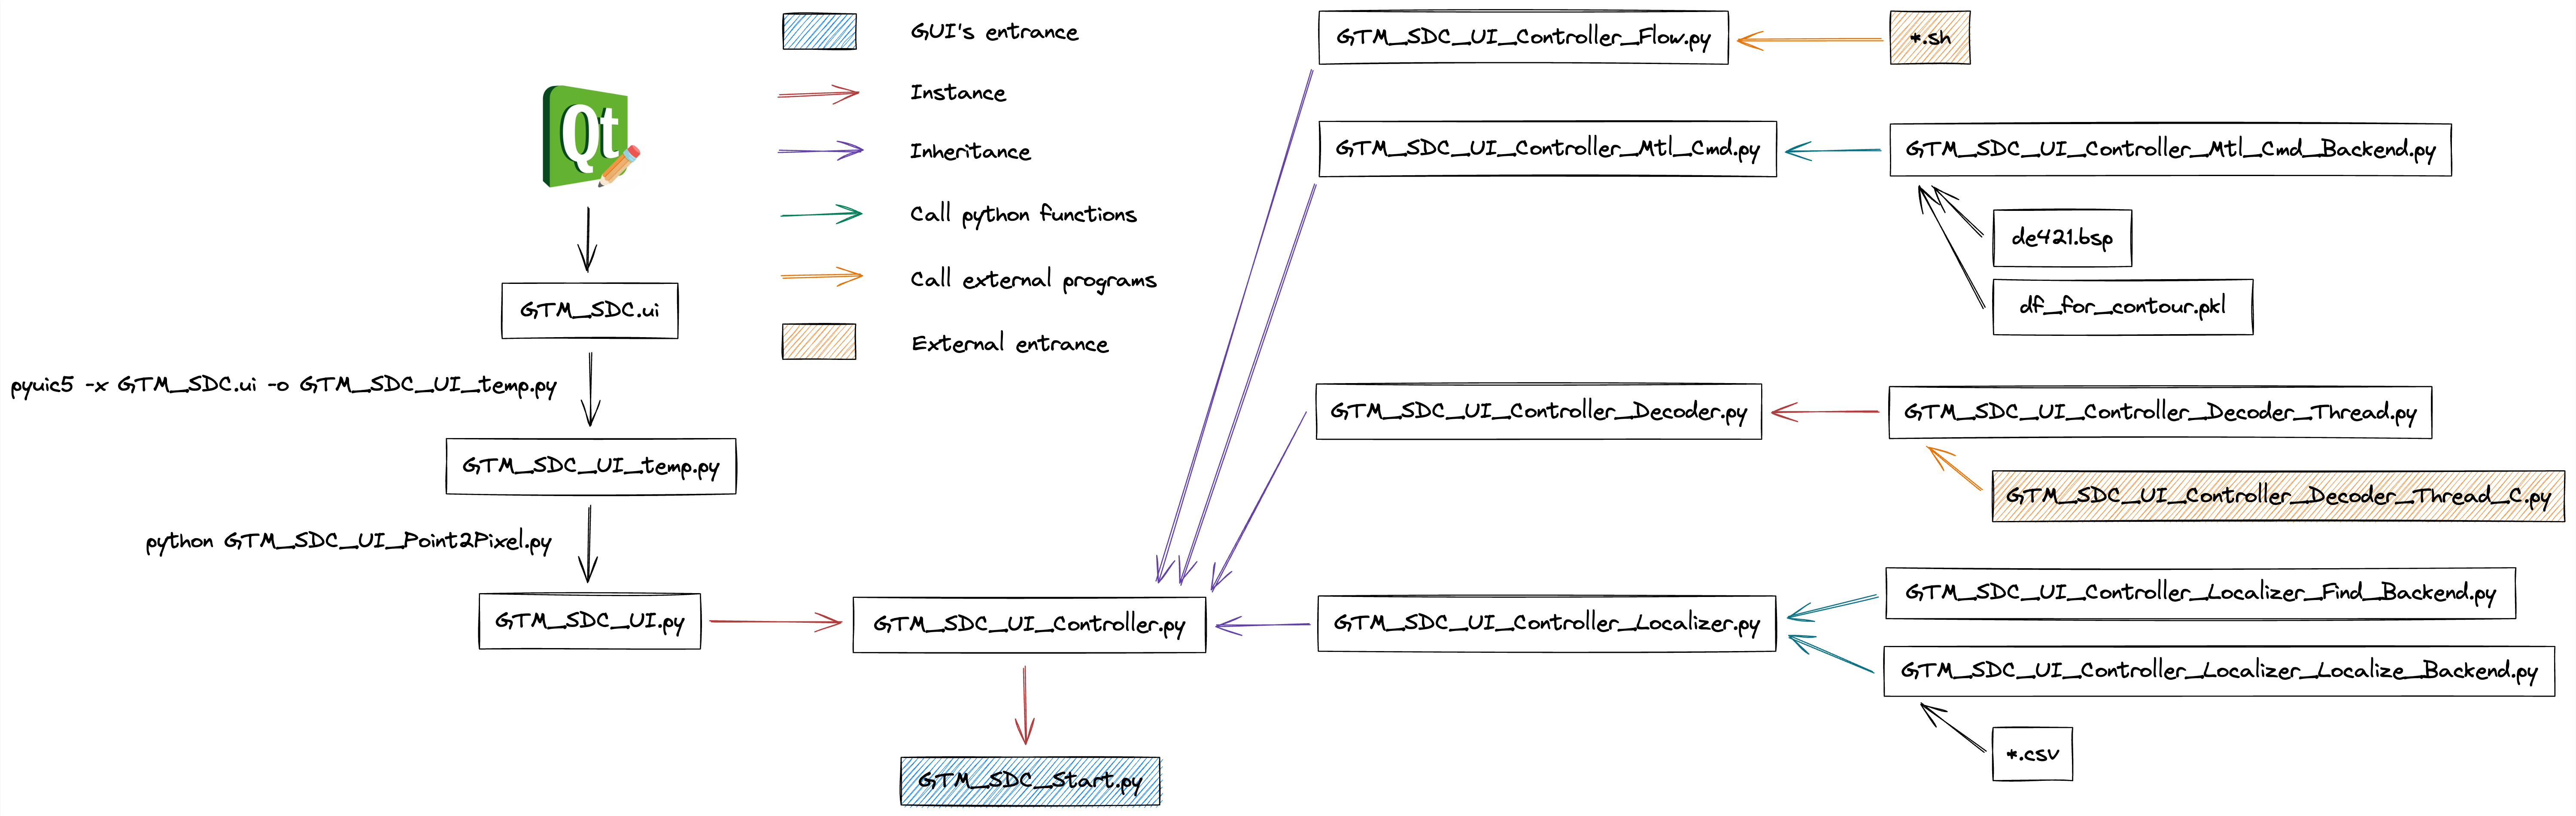 Qt
GTM_SDC.ui
pyuic5 -x GTM_SDC.ui -o GTM_SDC_UI_temp.py
GTM_SDC_UI_temp.py
python GTM_SDC_UI_Point2Pixel.py
GTM_SDC_UI.py
GUI's entrance
Instance
Inheritance
Call python functions
Call external programs
External entrance
GTM_SDC_UI_Controller.py
GTM_SDC_Start.py
GTM_SDC_UI_Controller_Flow.py
*.sh
GTM_SDC_UI_Controller_Mtl_Cmd.py
GTM_SDC_UI_Controller_Mtl_Cmd_Backend.py
de421.bsp
df_for_contour.pkl
GTM_SDC_UI_Controller_Decoder.py
GTM_SDC_UI_Controller_Decoder_Thread.py
GTM_SDC_UI_Controller_Decoder_Thread_C.py
GTM_SDC_UI_Controller_Localizer.py
GTM_SDC_UI_Controller_Localizer_Find_Backend.py
GTM_SDC_UI_Controller_Localizer_Localize_Backend.py
*.csv